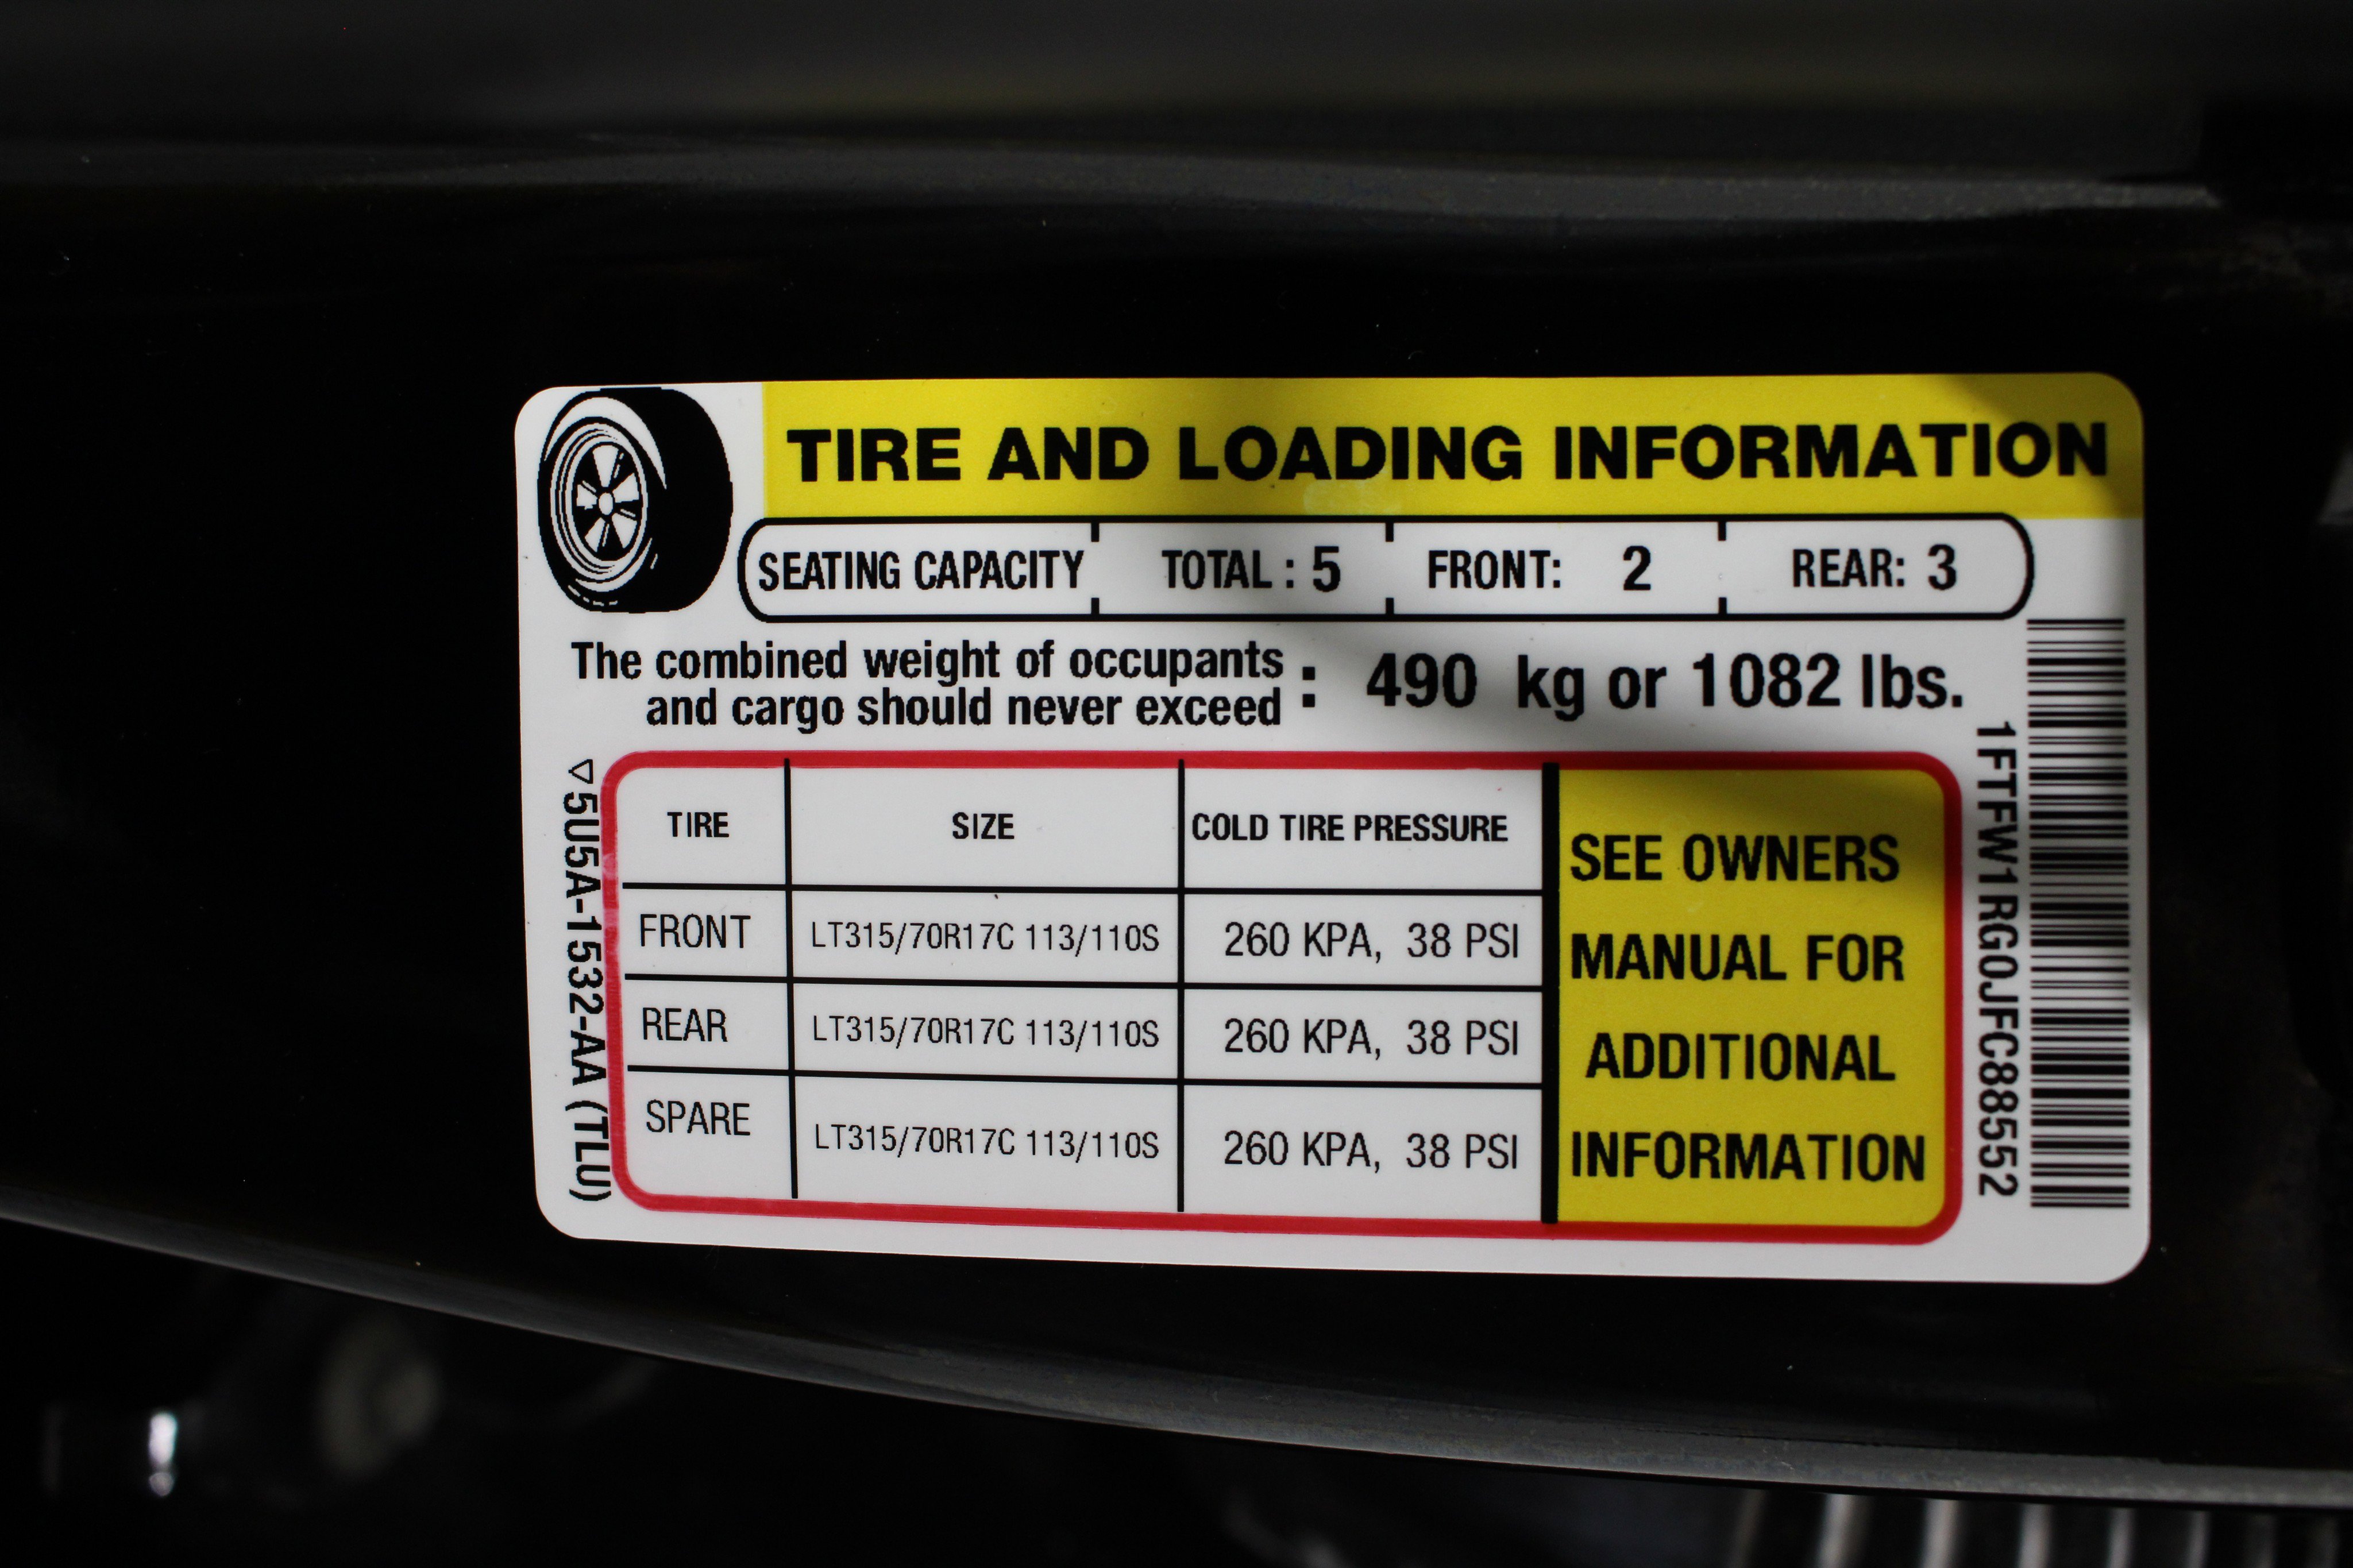 TIRE AND LOADING INFORMATION
SEATING CAPACITY TOTAL : 5 FRONT: 2 REAR: 3
The combined weight of occupants
and cargo should never exceed : 490 kg or 1082 lbs.
TIRE SIZE COLD TIRE PRESSURE
FRONT LT315/70R17C 113/110S 260 KPA, 38 PSI
REAR LT315/70R17C 113/110S 260 KPA, 38 PSI
SPARE LT315/70R17C 113/110S 260 KPA, 38 PSI
SEE OWNERS
MANUAL FOR
ADDITIONAL
INFORMATION
▷5U5A-1532-AA (TLU)
1FTFW1RG0JFC88552